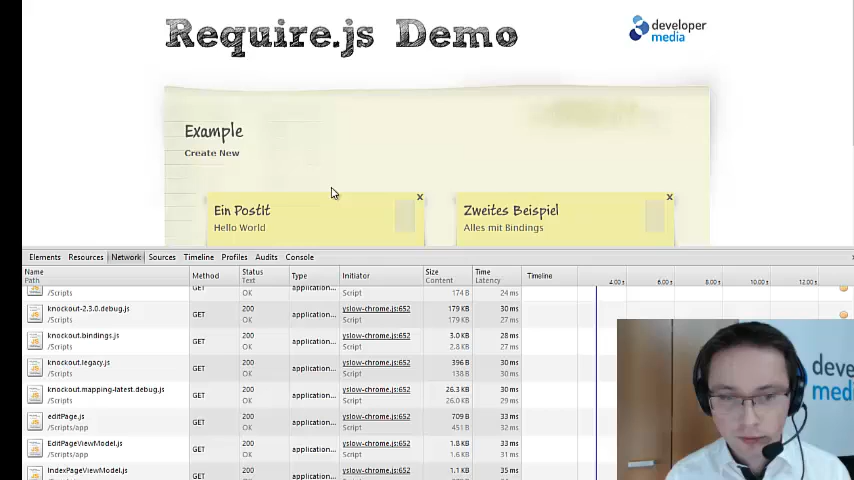 Require.js Demo
developer
media
Example
Create New
x
x
Ein PostIt
Zweites Beispiel
Hello World
Alles mit Bindings
Elements Resources Network Sources Timeline Profiles Audits Console
Name Method Status Type Initiator Size Time Timeline
Path Text Content Latency 4.00 s 6.00 s 8.00 s 10.00 s 12.00 s
GET 200 application...
/Scripts OK Script 174 B 24 ms
knockout-2.3.0.debug.js GET 200 application... yslow-chrome.js:652 179 KB 30 ms
/Scripts OK Script 179 KB 27 ms
knockout.bindings.js GET 200 application... yslow-chrome.js:652 3.0 KB 28 ms
/Scripts OK Script 2.8 KB 27 ms
knockout.legacy.js GET 200 application... yslow-chrome.js:652 396 B 30 ms
/Scripts OK Script 138 B 27 ms
knockout.mapping-latest.debug.js GET 200 application... yslow-chrome.js:652 26.3 KB 30 ms
/Scripts OK Script 26.0 KB 29 ms
editPage.js GET 200 application... yslow-chrome.js:652 709 B 33 ms
/Scripts/app OK Script 451 B 32 ms
EditPageViewModel.js GET 200 application... yslow-chrome.js:652 1.8 KB 33 ms
/Scripts/app OK Script 1.6 KB 31 ms
IndexPageViewModel.js GET 200 application... yslow-chrome.js:652 1.1 KB 35 ms
develo
med